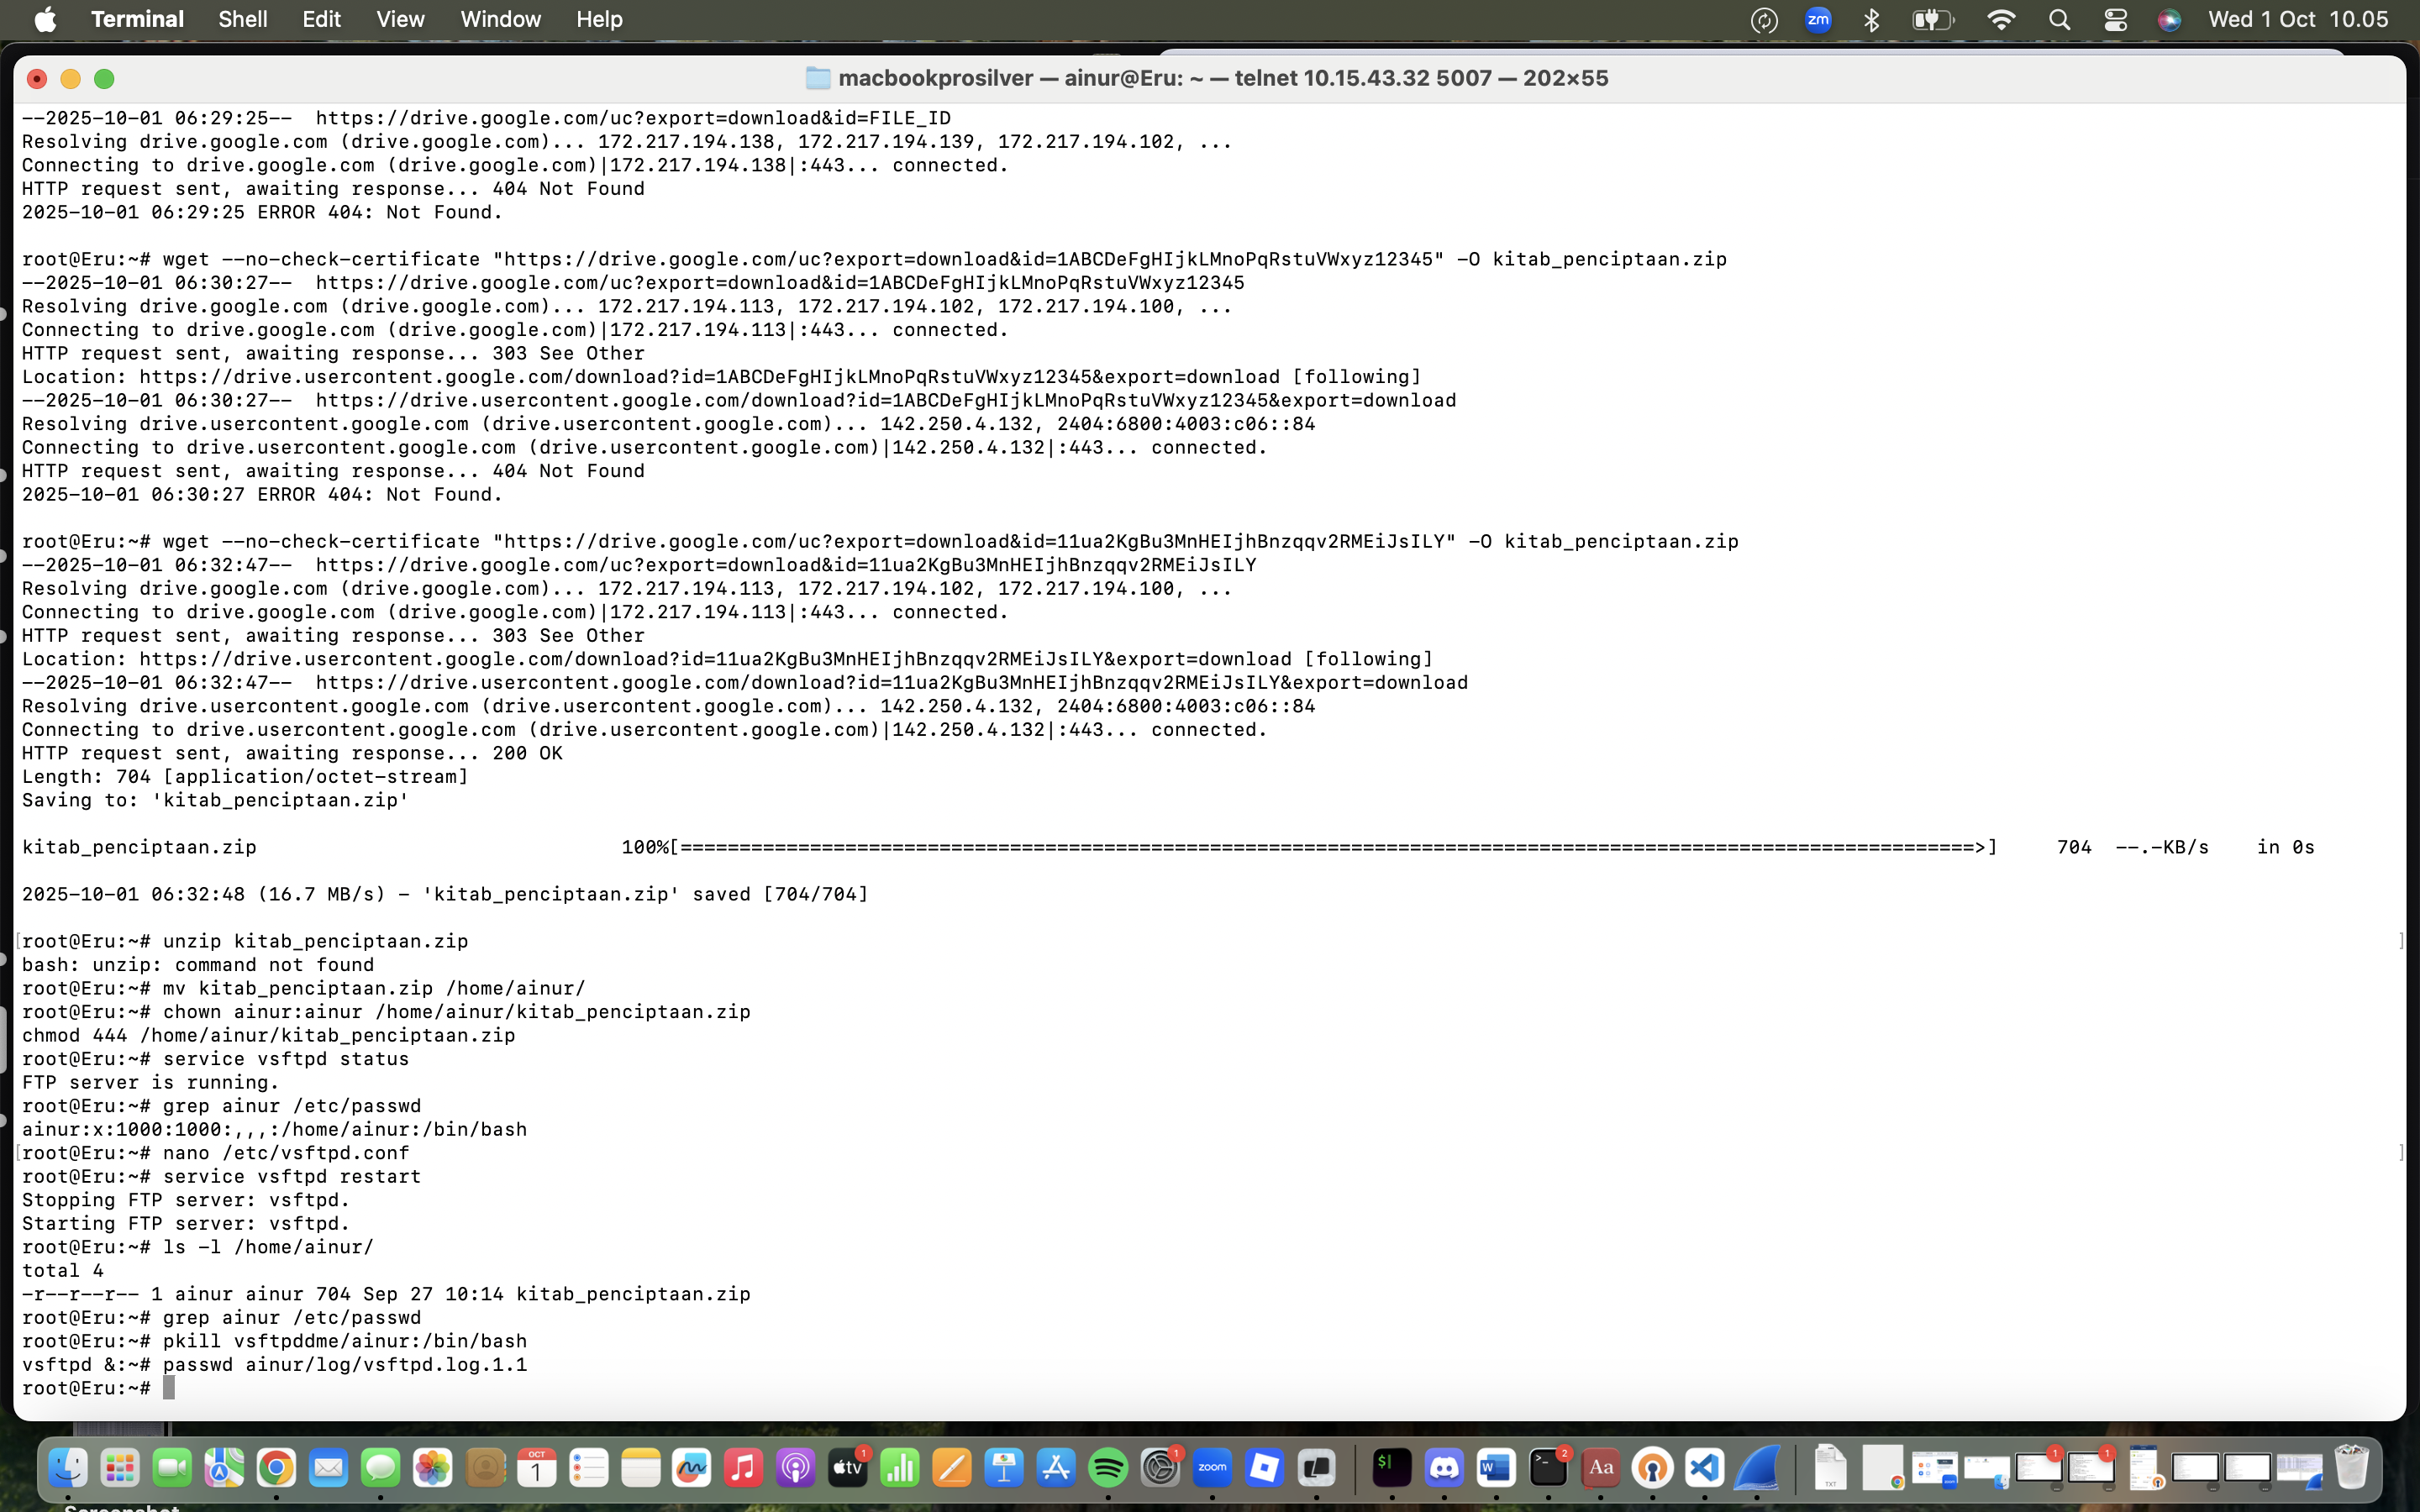 Terminal Shell Edit View Window Help zm Wed 1 Oct 10.05
macbookprosilver — ainur@Eru: ~ — telnet 10.15.43.32 5007 — 202×55
--2025-10-01 06:29:25-- https://drive.google.com/uc?export=download&id=FILE_ID
Resolving drive.google.com (drive.google.com)... 172.217.194.138, 172.217.194.139, 172.217.194.102, ...
Connecting to drive.google.com (drive.google.com)|172.217.194.138|:443... connected.
HTTP request sent, awaiting response... 404 Not Found
2025-10-01 06:29:25 ERROR 404: Not Found.
root@Eru:~# wget --no-check-certificate "https://drive.google.com/uc?export=download&id=1ABCDeFgHIjkLMnoPqRstuVWxyz12345" -O kitab_penciptaan.zip
--2025-10-01 06:30:27-- https://drive.google.com/uc?export=download&id=1ABCDeFgHIjkLMnoPqRstuVWxyz12345
Resolving drive.google.com (drive.google.com)... 172.217.194.113, 172.217.194.102, 172.217.194.100, ...
Connecting to drive.google.com (drive.google.com)|172.217.194.113|:443... connected.
HTTP request sent, awaiting response... 303 See Other
Location: https://drive.usercontent.google.com/download?id=1ABCDeFgHIjkLMnoPqRstuVWxyz12345&export=download [following]
--2025-10-01 06:30:27-- https://drive.usercontent.google.com/download?id=1ABCDeFgHIjkLMnoPqRstuVWxyz12345&export=download
Resolving drive.usercontent.google.com (drive.usercontent.google.com)... 142.250.4.132, 2404:6800:4003:c06::84
Connecting to drive.usercontent.google.com (drive.usercontent.google.com)|142.250.4.132|:443... connected.
HTTP request sent, awaiting response... 404 Not Found
2025-10-01 06:30:27 ERROR 404: Not Found.
root@Eru:~# wget --no-check-certificate "https://drive.google.com/uc?export=download&id=11ua2KgBu3MnHEIjhBnzqqv2RMEiJsILY" -O kitab_penciptaan.zip
--2025-10-01 06:32:47-- https://drive.google.com/uc?export=download&id=11ua2KgBu3MnHEIjhBnzqqv2RMEiJsILY
Resolving drive.google.com (drive.google.com)... 172.217.194.113, 172.217.194.102, 172.217.194.100, ...
Connecting to drive.google.com (drive.google.com)|172.217.194.113|:443... connected.
HTTP request sent, awaiting response... 303 See Other
Location: https://drive.usercontent.google.com/download?id=11ua2KgBu3MnHEIjhBnzqqv2RMEiJsILY&export=download [following]
--2025-10-01 06:32:47-- https://drive.usercontent.google.com/download?id=11ua2KgBu3MnHEIjhBnzqqv2RMEiJsILY&export=download
Resolving drive.usercontent.google.com (drive.usercontent.google.com)... 142.250.4.132, 2404:6800:4003:c06::84
Connecting to drive.usercontent.google.com (drive.usercontent.google.com)|142.250.4.132|:443... connected.
HTTP request sent, awaiting response... 200 OK
Length: 704 [application/octet-stream]
Saving to: 'kitab_penciptaan.zip'
kitab_penciptaan.zip 100%[==============================================================================================================>] 704 --.-KB/s in 0s
2025-10-01 06:32:48 (16.7 MB/s) - 'kitab_penciptaan.zip' saved [704/704]
[root@Eru:~# unzip kitab_penciptaan.zip ]
bash: unzip: command not found
root@Eru:~# mv kitab_penciptaan.zip /home/ainur/
root@Eru:~# chown ainur:ainur /home/ainur/kitab_penciptaan.zip
chmod 444 /home/ainur/kitab_penciptaan.zip
root@Eru:~# service vsftpd status
FTP server is running.
root@Eru:~# grep ainur /etc/passwd
ainur:x:1000:1000:,,,:/home/ainur:/bin/bash
[root@Eru:~# nano /etc/vsftpd.conf ]
root@Eru:~# service vsftpd restart
Stopping FTP server: vsftpd.
Starting FTP server: vsftpd.
root@Eru:~# ls -l /home/ainur/
total 4
-r--r--r-- 1 ainur ainur 704 Sep 27 10:14 kitab_penciptaan.zip
root@Eru:~# grep ainur /etc/passwd
root@Eru:~# pkill vsftpddme/ainur:/bin/bash
vsftpd &:~# passwd ainur/log/vsftpd.log.1.1
root@Eru:~#
OCT
1 tv 1 1 zoom $| W >_ 2 Aa TXT 1 1
Screenshot